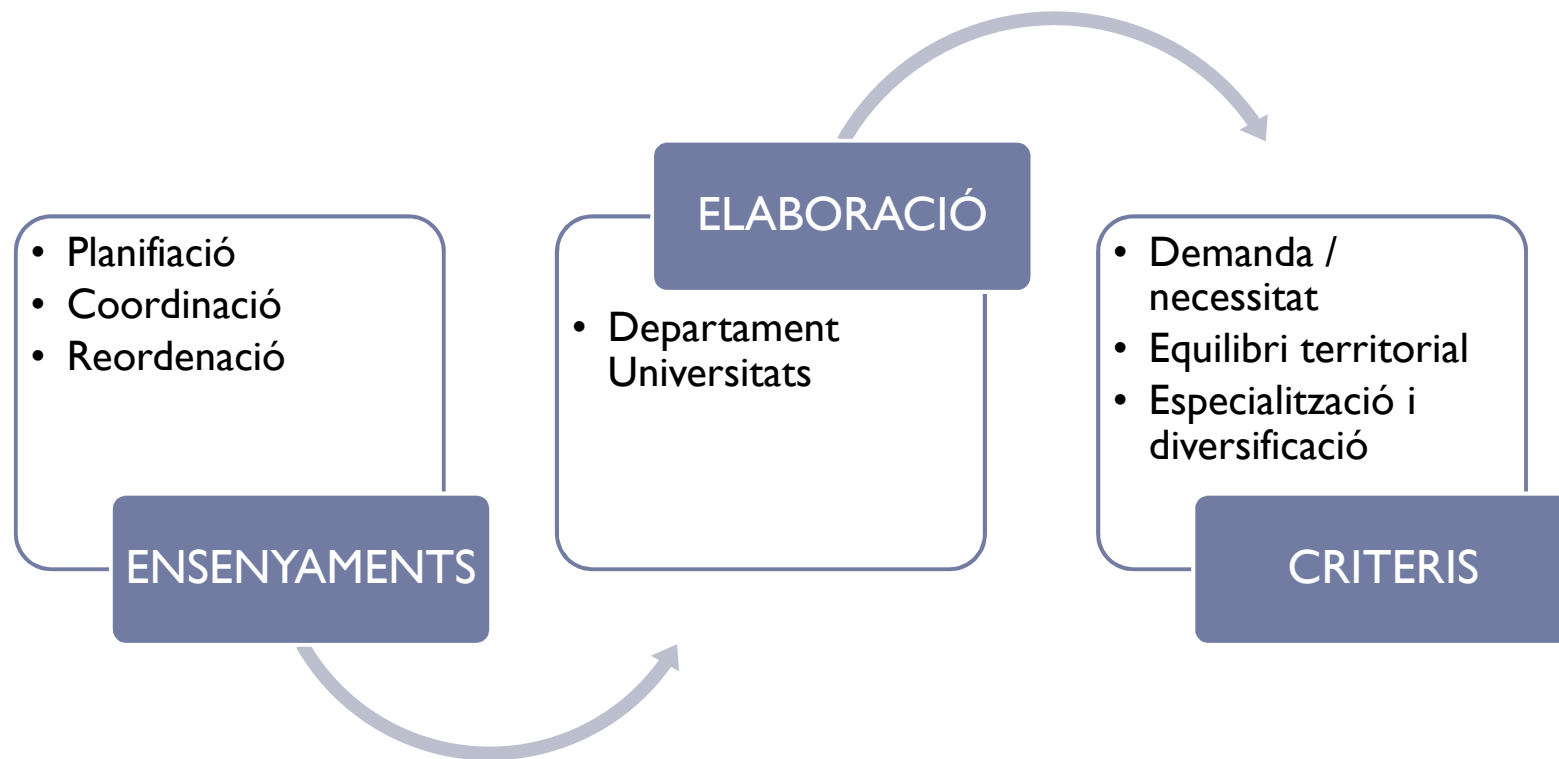 • Planifiació
• Coordinació
• Reordenació
ENSENYAMENTS
ELABORACIÓ
• Departament
Universitats
• Demanda /
necessitat
• Equilibri territorial
• Especialització i
diversificació
CRITERIS